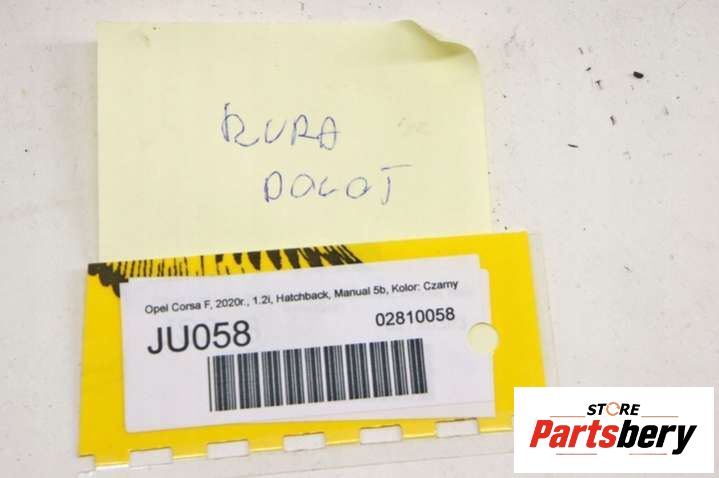 RURA
DOLOT
Opel Corsa F, 2020r., 1.2i, Hatchback, Manual 5b, Kolor: Czarny
JU058
02810058
STORE
Partsbery